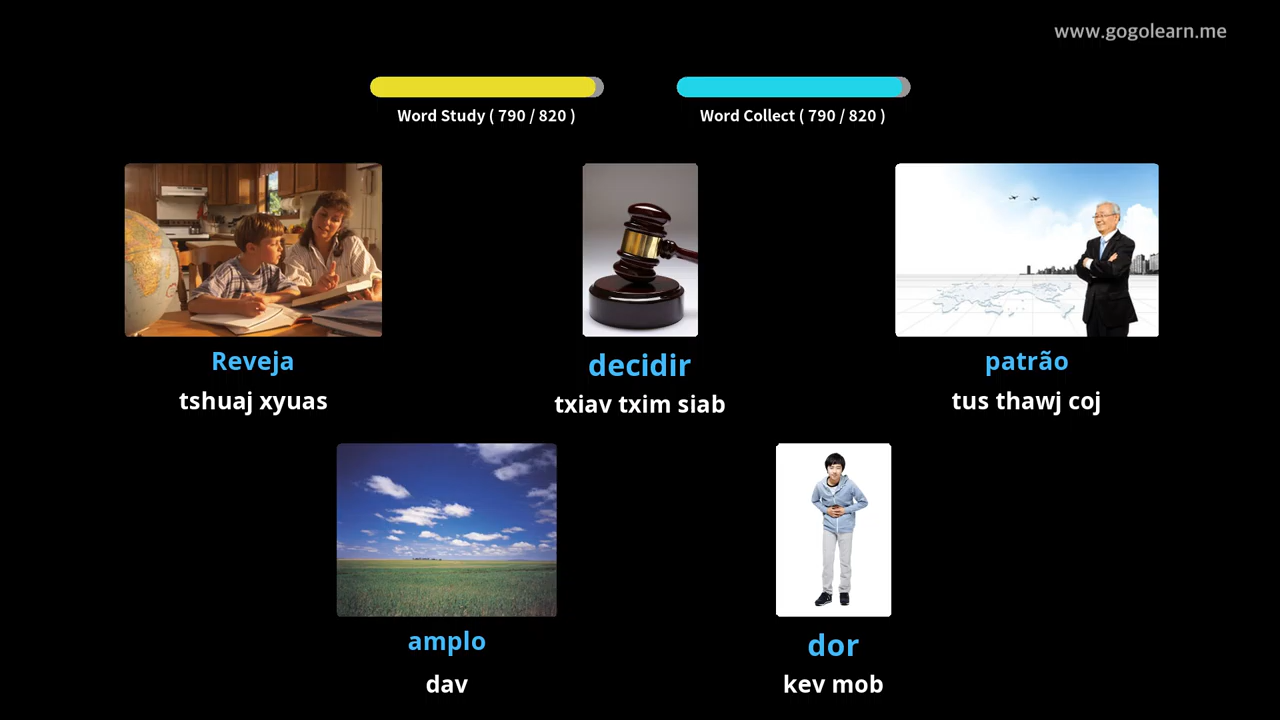 www.gogolearn.me
Word Study ( 790 / 820 )
Word Collect ( 790 / 820 )
Reveja
tshuaj xyuas
decidir
txiav txim siab
patrão
tus thawj coj
amplo
dav
dor
kev mob